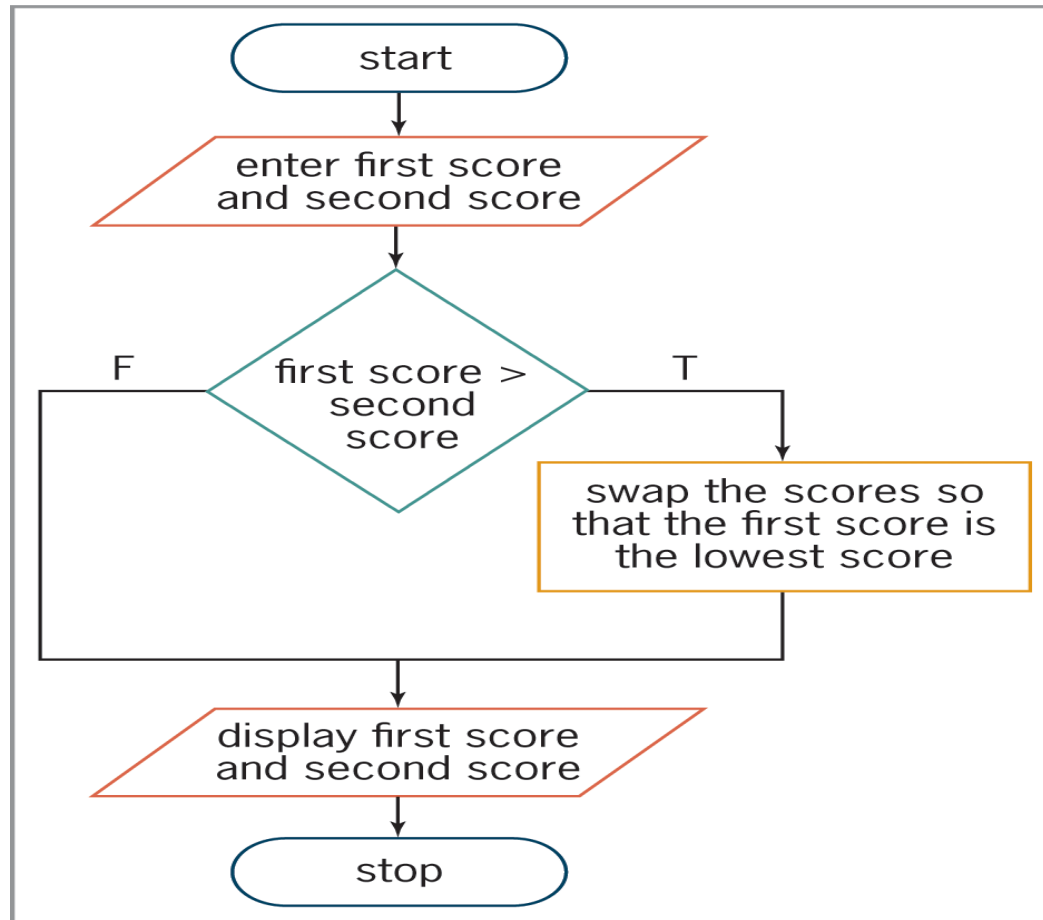 start
enter first score
and second score
F
first score >
second
score
T
swap the scores so
that the first score is
the lowest score
display first score
and second score
stop